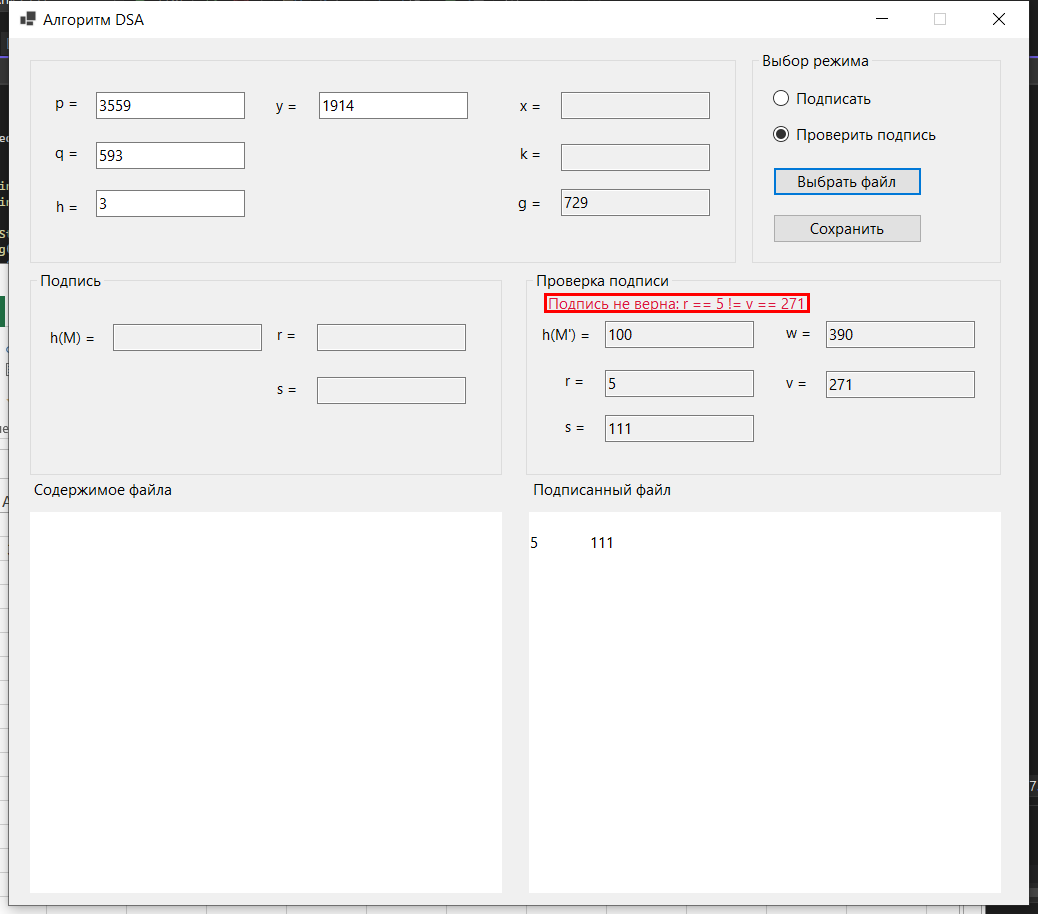 Алгоритм DSA
p = 3559
y = 1914
x =
q = 593
k =
h = 3
g = 729
Выбор режима
Подписать
Проверить подпись
Выбрать файл
Сохранить
Подпись
h(M) =
r =
s =
Проверка подписи
Подпись не верна: r == 5 != v == 271
h(M') = 100
w = 390
r = 5
v = 271
s = 111
Содержимое файла
Подписанный файл
5 111